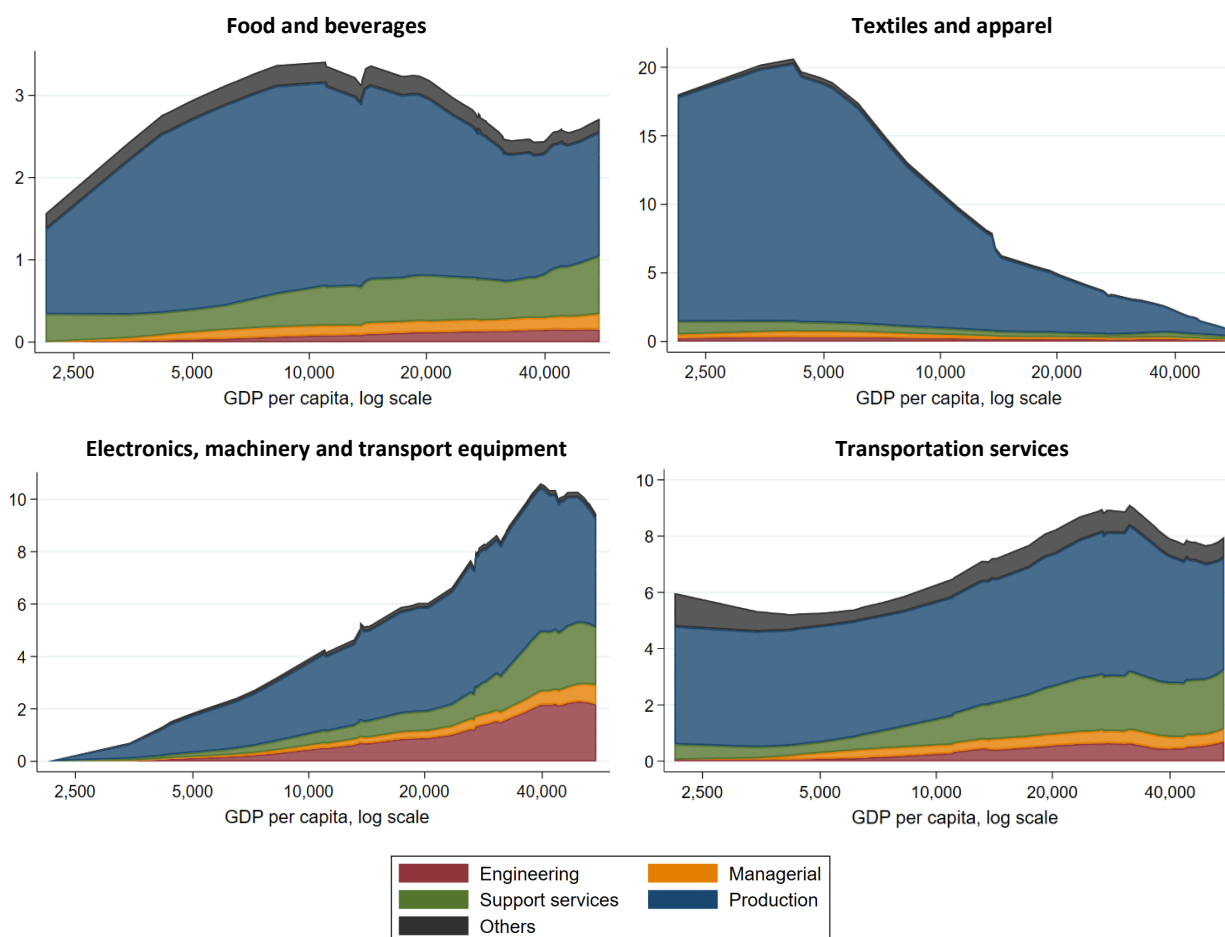 Food and beverages
3
2
1
0
2,500 5,000 10,000 20,000 40,000
GDP per capita, log scale
Textiles and apparel
20
15
10
5
0
2,500 5,000 10,000 20,000 40,000
GDP per capita, log scale
Electronics, machinery and transport equipment
10
8
6
4
2
0
2,500 5,000 10,000 20,000 40,000
GDP per capita, log scale
Transportation services
10
8
6
4
2
0
2,500 5,000 10,000 20,000 40,000
GDP per capita, log scale
Engineering Managerial
Support services Production
Others